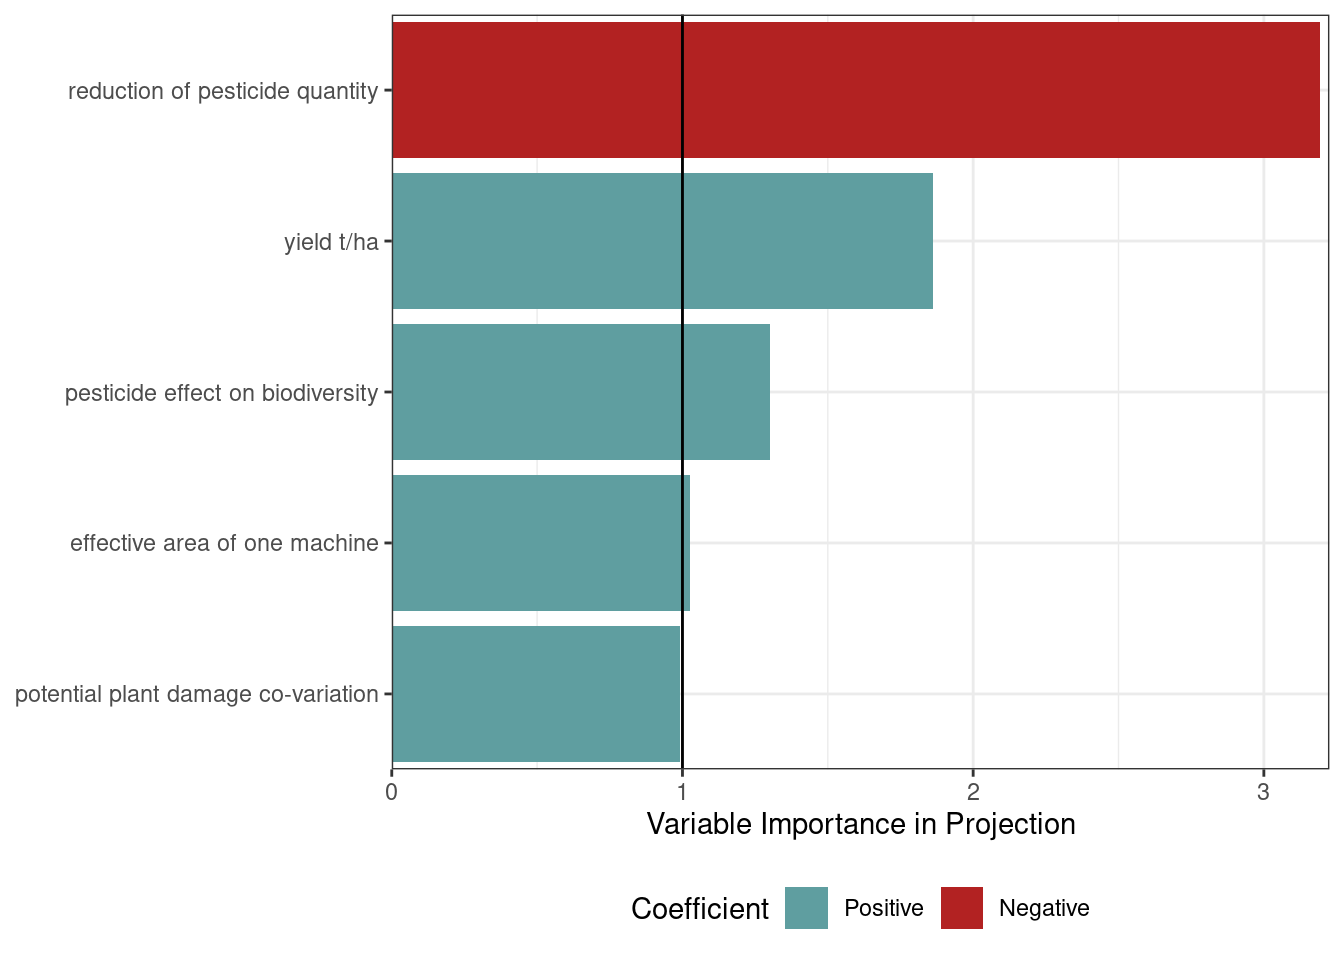 reduction of pesticide quantity
yield t/ha
pesticide effect on biodiversity
effective area of one machine
potential plant damage co-variation
0 1 2 3
Variable Importance in Projection
Coefficient Positive Negative